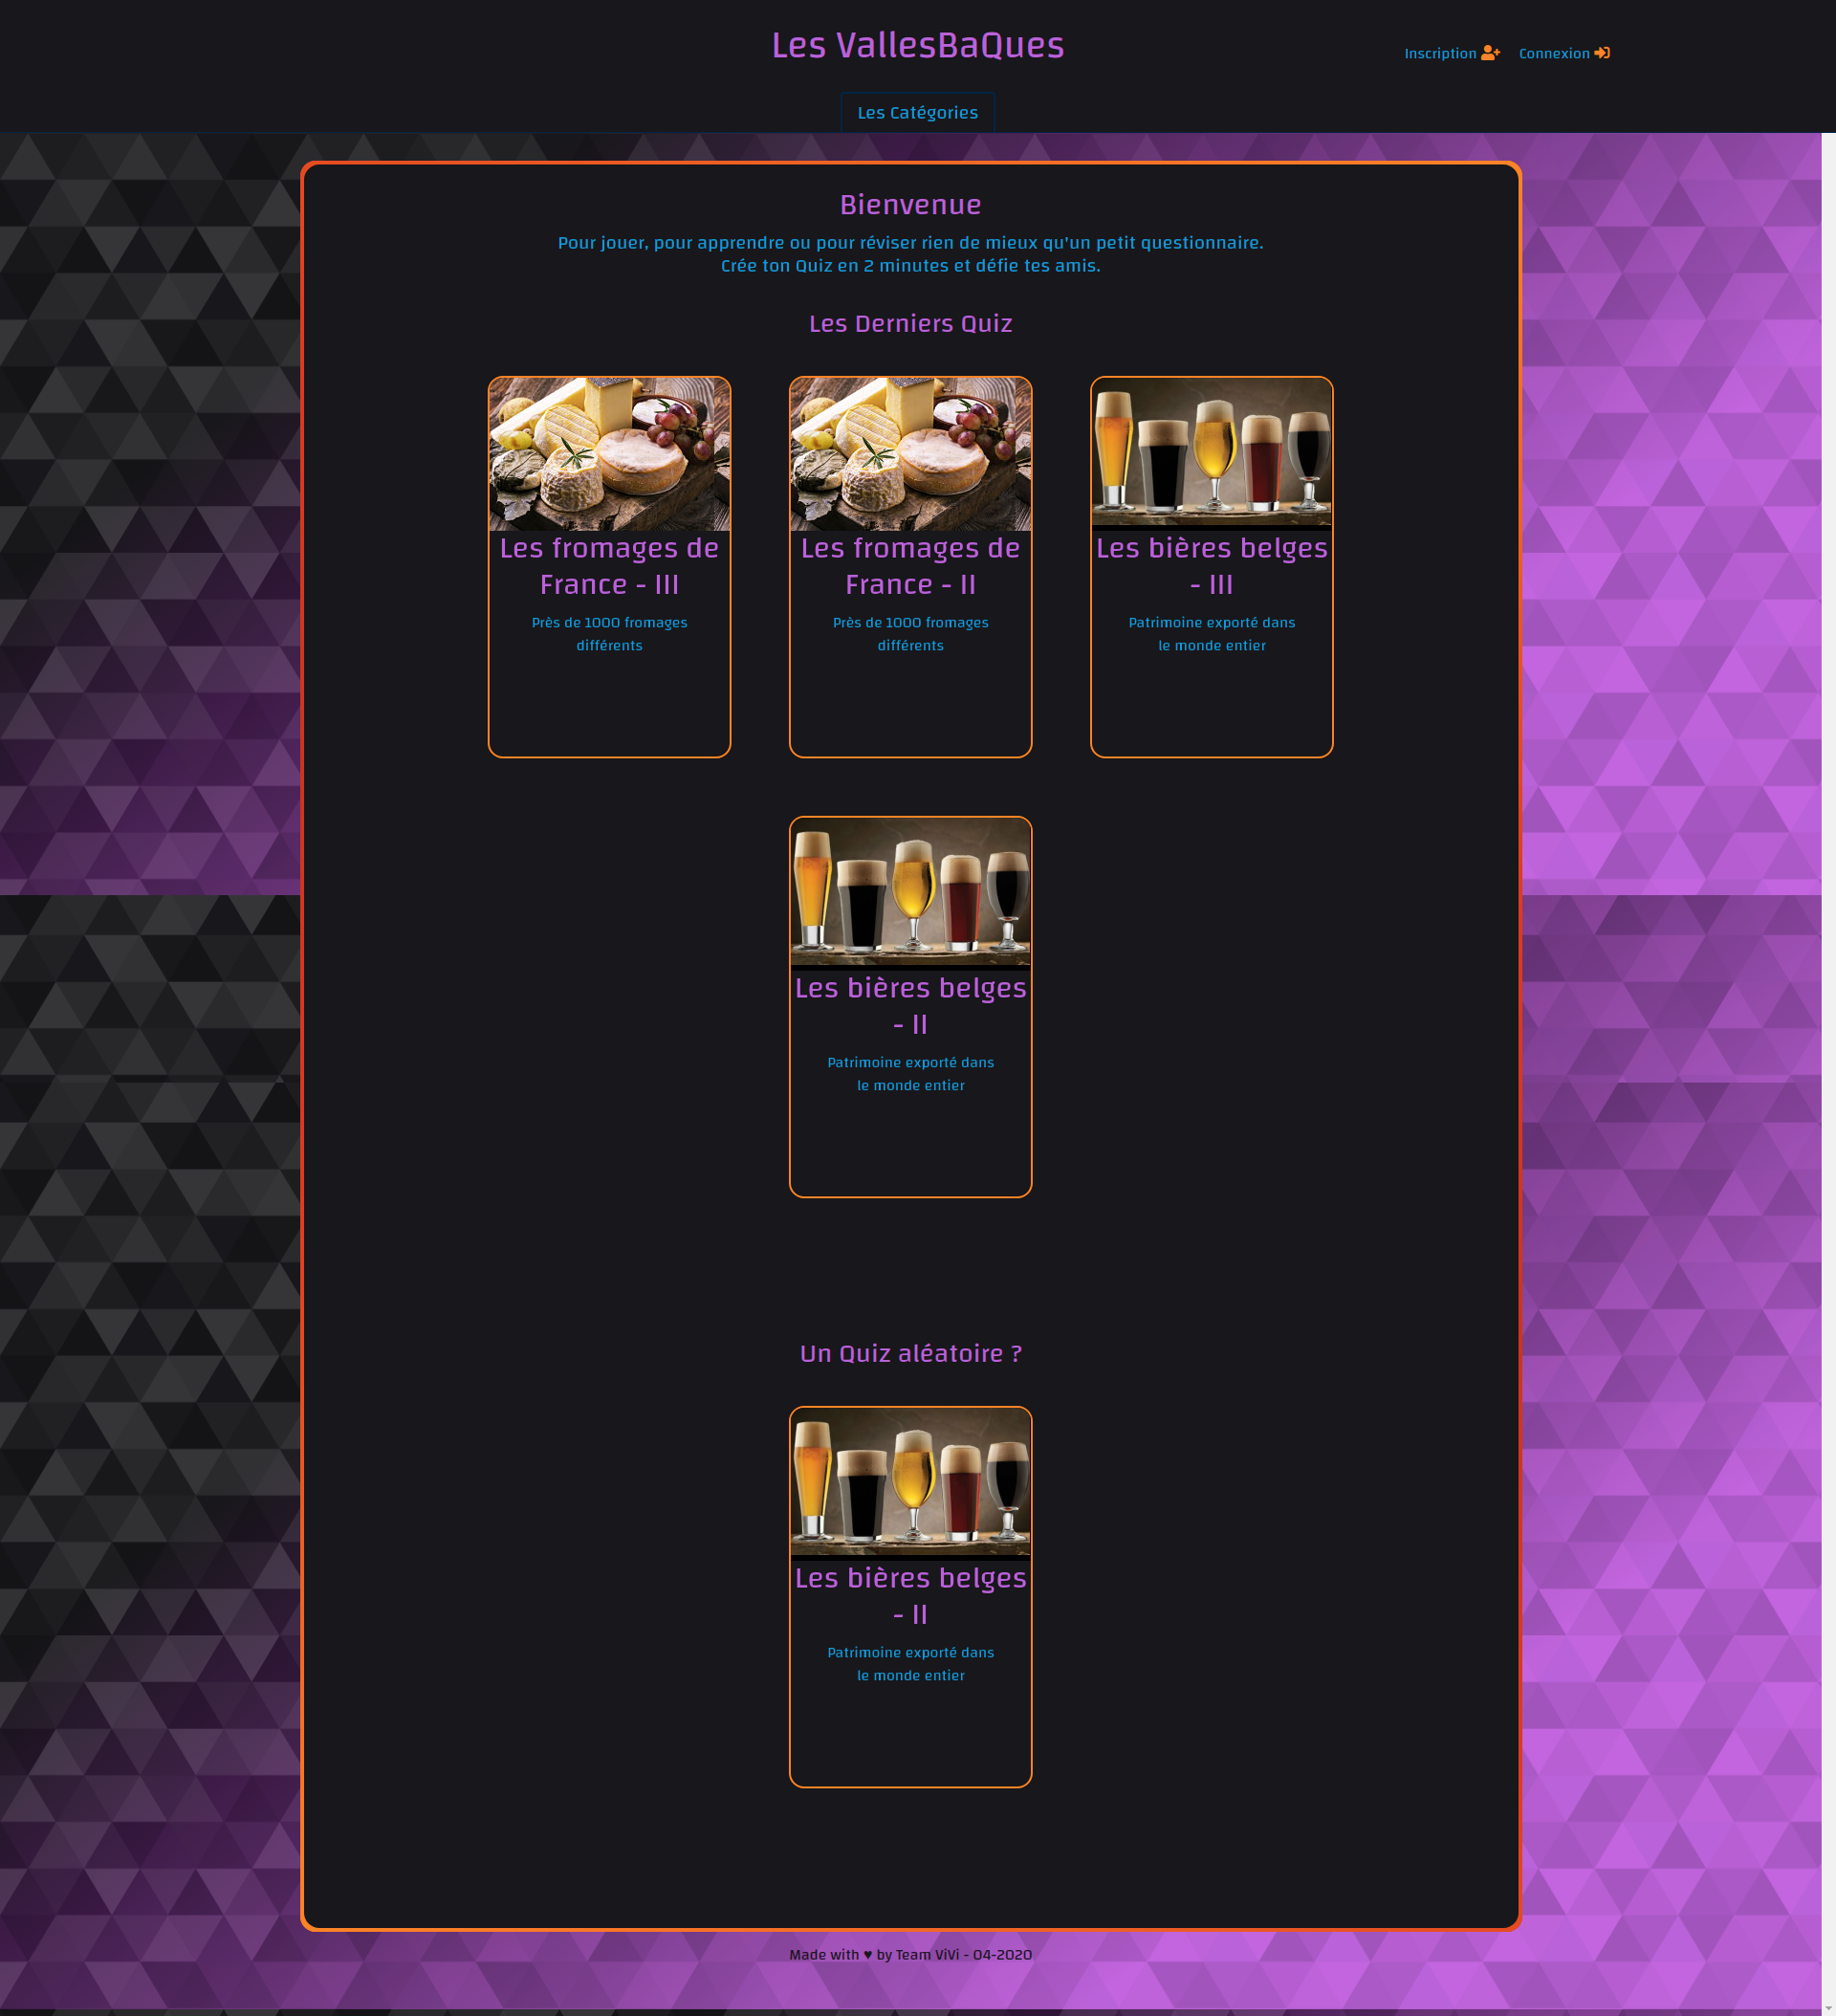 Les VallesBaQues
Inscription
Connexion
Les Catégories
Bienvenue
Pour jouer, pour apprendre ou pour réviser rien de mieux qu'un petit questionnaire.
Crée ton Quiz en 2 minutes et défie tes amis.
Les Derniers Quiz
Les fromages de
France - III
Près de 1000 fromages
différents
Les fromages de
France - II
Près de 1000 fromages
différents
Les bières belges
- III
Patrimoine exporté dans
le monde entier
Les bières belges
- II
Patrimoine exporté dans
le monde entier
Un Quiz aléatoire ?
Les bières belges
- II
Patrimoine exporté dans
le monde entier
Made with ♥ by Team ViVi - 04-2020